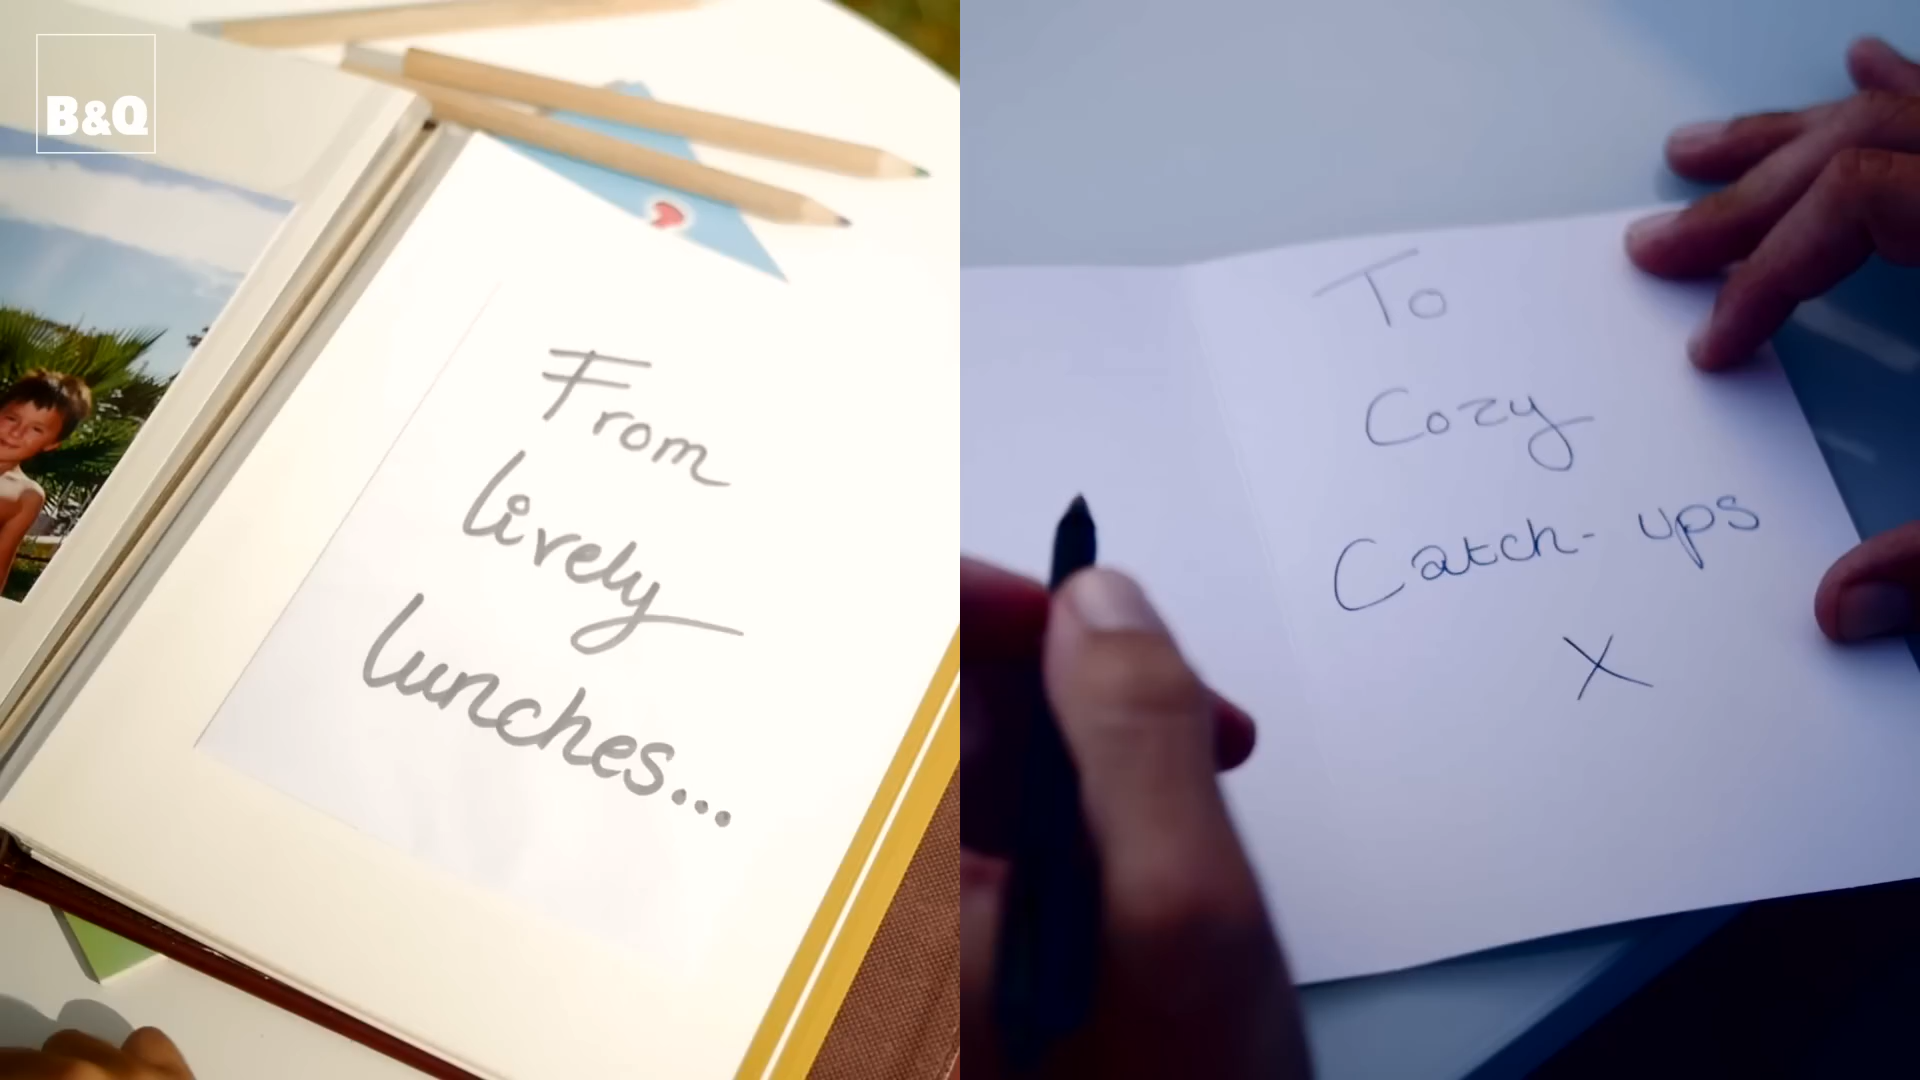 B&Q
From
lively
lunches...
To
Cozy
Catch-ups
X